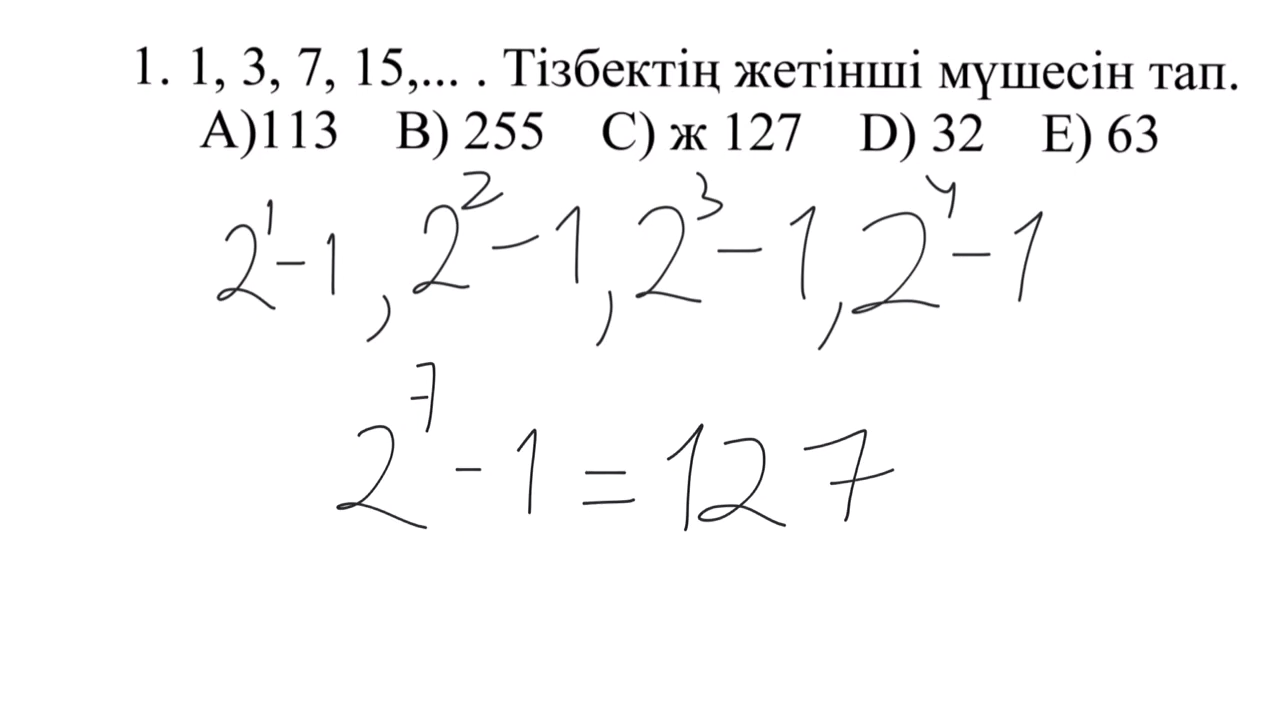 1. 1, 3, 7, 15,... . Тізбектің жетінші мүшесін тап.
A)113 B) 255 C) ж 127 D) 32 E) 63
2¹-1, 2²-1, 2³-1, 2⁴-1
2⁷-1=127